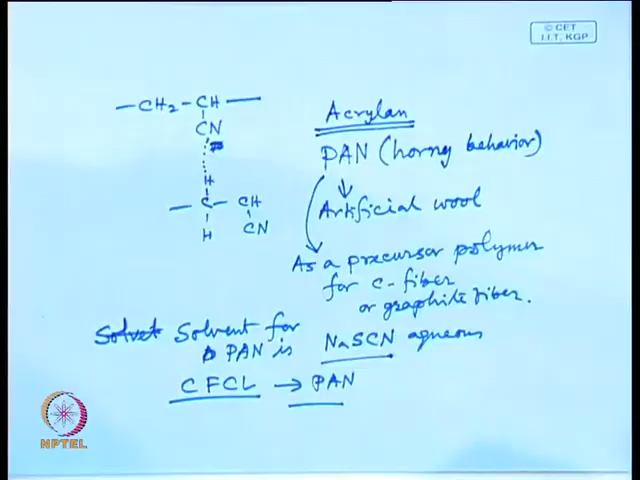 © CET
I.I.T. KGP
— CH₂ – CH —
CN
H
— C – CH
H CN
Acrylan
PAN (horny behavior)
Artificial wool
As a precursor polymer
for c-fiber
or graphite fiber.
Solvent for
PAN is NaSCN aqueous
CFCL → PAN
NPTEL